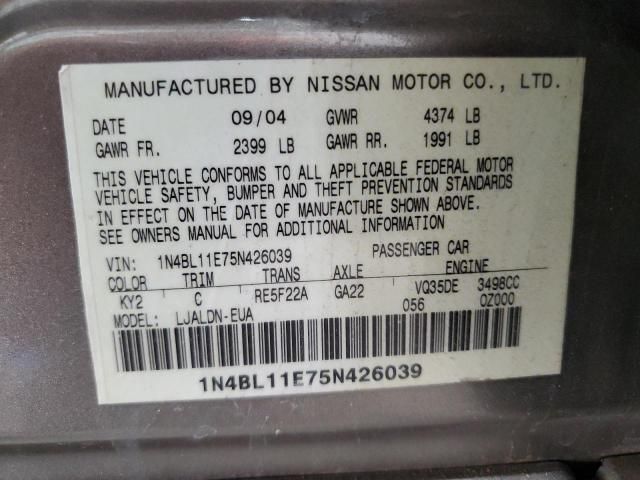 MANUFACTURED BY NISSAN MOTOR CO., LTD.
DATE 09/04 GVWR 4374 LB
GAWR FR. 2399 LB GAWR RR. 1991 LB
THIS VEHICLE CONFORMS TO ALL APPLICABLE FEDERAL MOTOR
VEHICLE SAFETY, BUMPER AND THEFT PREVENTION STANDARDS
IN EFFECT ON THE DATE OF MANUFACTURE SHOWN ABOVE.
SEE OWNERS MANUAL FOR ADDITIONAL INFORMATION
VIN: 1N4BL11E75N426039 PASSENGER CAR
COLOR TRIM TRANS AXLE ENGINE
KY2 C RE5F22A GA22 VQ35DE 3498CC
MODEL: LJALDN-EUA 056 0Z000
1N4BL11E75N426039